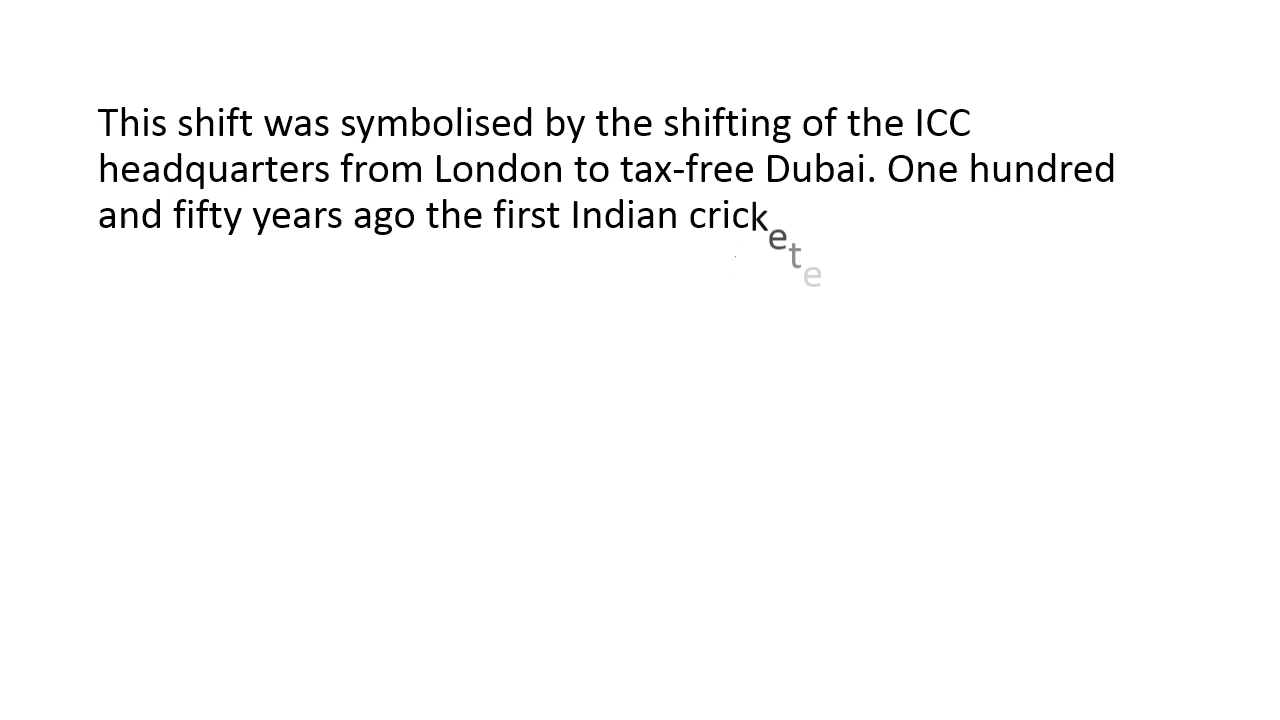 This shift was symbolised by the shifting of the ICC
headquarters from London to tax-free Dubai. One hundred
and fifty years ago the first Indian crickete